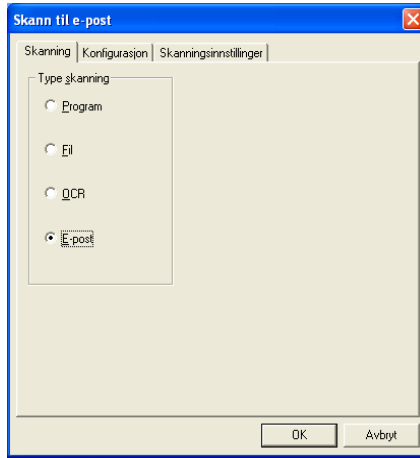 Skann til e-post
Skanning Konfigurasjon Skanningsinnstillinger
Type skanning
Program
Fil
OCR
E-post
OK Avbryt